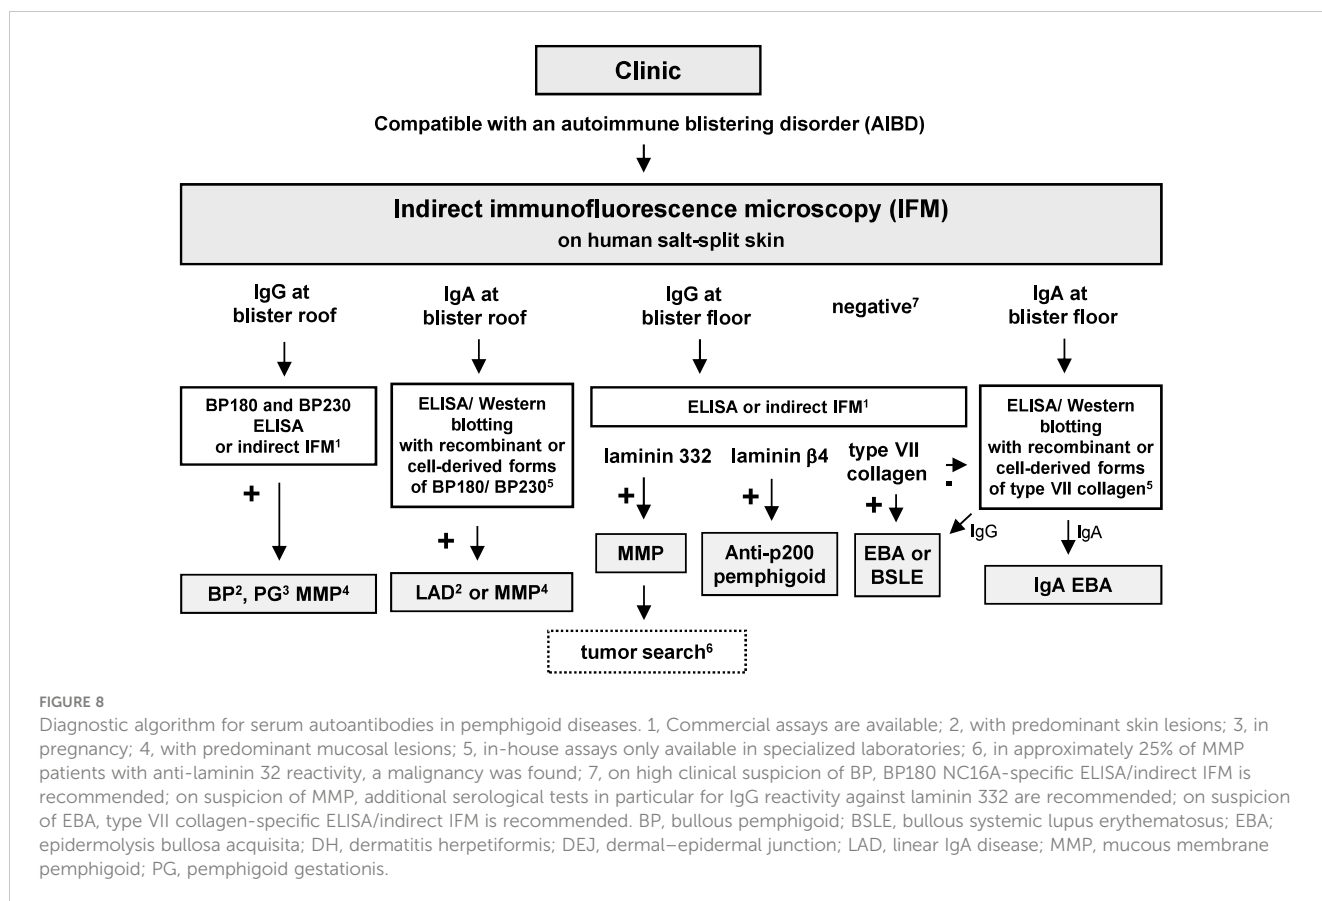 Clinic
Compatible with an autoimmune blistering disorder (AIBD)
Indirect immunofluorescence microscopy (IFM)
on human salt-split skin
IgG at
blister roof
IgA at
blister roof
IgG at
blister floor
negative⁷
IgA at
blister floor
BP180 and BP230
ELISA
or indirect IFM¹
ELISA/ Western
blotting
with recombinant or
cell-derived forms
of BP180/ BP230⁵
ELISA or indirect IFM¹
ELISA/ Western
blotting
with recombinant or
cell-derived forms
of type VII collagen⁵
laminin 332
laminin β4
type VII
collagen
-
+
+
+
+
+
IgG
IgA
BP², PG³ MMP⁴
LAD² or MMP⁴
MMP
Anti-p200
pemphigoid
EBA or
BSLE
IgA EBA
tumor search⁶
FIGURE 8
Diagnostic algorithm for serum autoantibodies in pemphigoid diseases. 1, Commercial assays are available; 2, with predominant skin lesions; 3, in
pregnancy; 4, with predominant mucosal lesions; 5, in-house assays only available in specialized laboratories; 6, in approximately 25% of MMP
patients with anti-laminin 32 reactivity, a malignancy was found; 7, on high clinical suspicion of BP, BP180 NC16A-specific ELISA/indirect IFM is
recommended; on suspicion of MMP, additional serological tests in particular for IgG reactivity against laminin 332 are recommended; on suspicion
of EBA, type VII collagen-specific ELISA/indirect IFM is recommended. BP, bullous pemphigoid; BSLE, bullous systemic lupus erythematosus; EBA;
epidermolysis bullosa acquisita; DH, dermatitis herpetiformis; DEJ, dermal–epidermal junction; LAD, linear IgA disease; MMP, mucous membrane
pemphigoid; PG, pemphigoid gestationis.